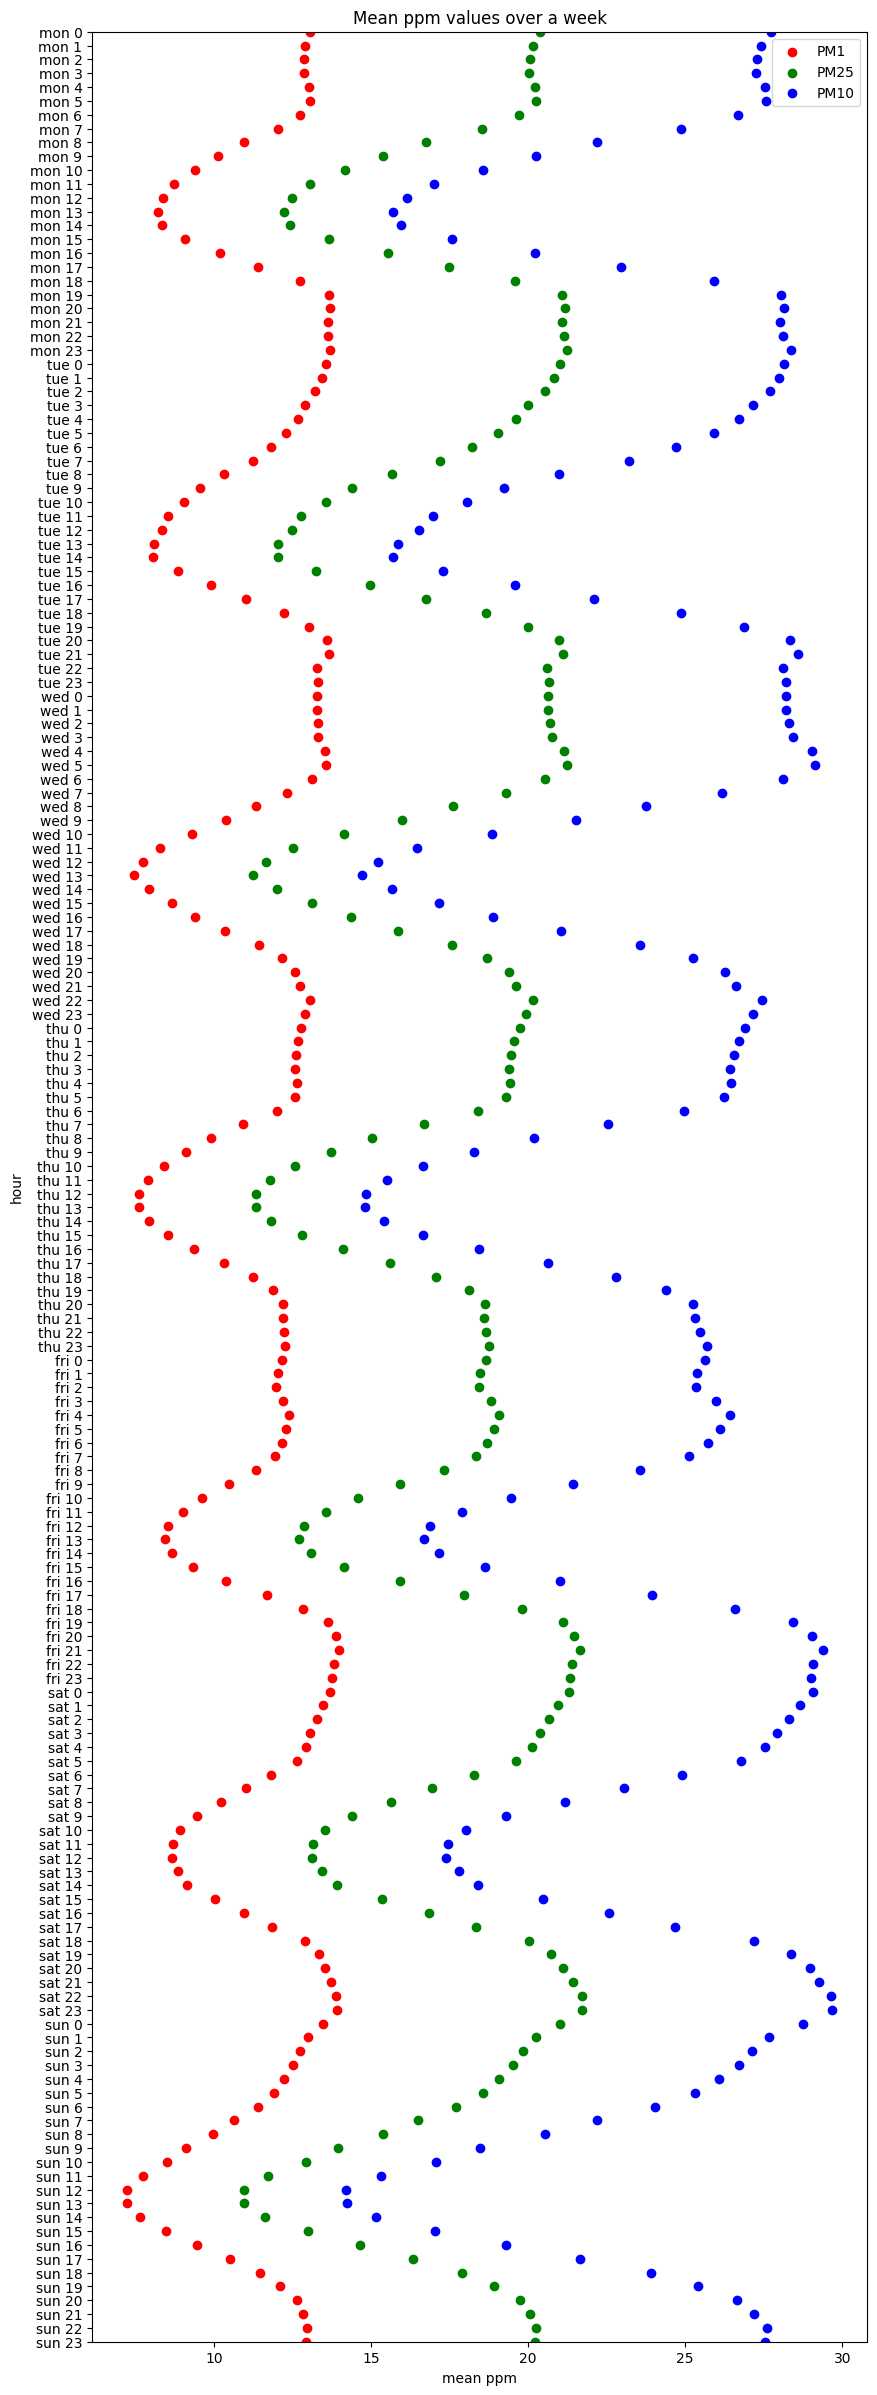 Mean ppm values over a week
PM1
PM25
PM10
mon 0
mon 1
mon 2
mon 3
mon 4
mon 5
mon 6
mon 7
mon 8
mon 9
mon 10
mon 11
mon 12
mon 13
mon 14
mon 15
mon 16
mon 17
mon 18
mon 19
mon 20
mon 21
mon 22
mon 23
tue 0
tue 1
tue 2
tue 3
tue 4
tue 5
tue 6
tue 7
tue 8
tue 9
tue 10
tue 11
tue 12
tue 13
tue 14
tue 15
tue 16
tue 17
tue 18
tue 19
tue 20
tue 21
tue 22
tue 23
wed 0
wed 1
wed 2
wed 3
wed 4
wed 5
wed 6
wed 7
wed 8
wed 9
wed 10
wed 11
wed 12
wed 13
wed 14
wed 15
wed 16
wed 17
wed 18
wed 19
wed 20
wed 21
wed 22
wed 23
thu 0
thu 1
thu 2
thu 3
thu 4
thu 5
thu 6
thu 7
thu 8
thu 9
thu 10
thu 11
thu 12
thu 13
thu 14
thu 15
thu 16
thu 17
thu 18
thu 19
thu 20
thu 21
thu 22
thu 23
fri 0
fri 1
fri 2
fri 3
fri 4
fri 5
fri 6
fri 7
fri 8
fri 9
fri 10
fri 11
fri 12
fri 13
fri 14
fri 15
fri 16
fri 17
fri 18
fri 19
fri 20
fri 21
fri 22
fri 23
sat 0
sat 1
sat 2
sat 3
sat 4
sat 5
sat 6
sat 7
sat 8
sat 9
sat 10
sat 11
sat 12
sat 13
sat 14
sat 15
sat 16
sat 17
sat 18
sat 19
sat 20
sat 21
sat 22
sat 23
sun 0
sun 1
sun 2
sun 3
sun 4
sun 5
sun 6
sun 7
sun 8
sun 9
sun 10
sun 11
sun 12
sun 13
sun 14
sun 15
sun 16
sun 17
sun 18
sun 19
sun 20
sun 21
sun 22
sun 23
hour
10 15 20 25 30
mean ppm